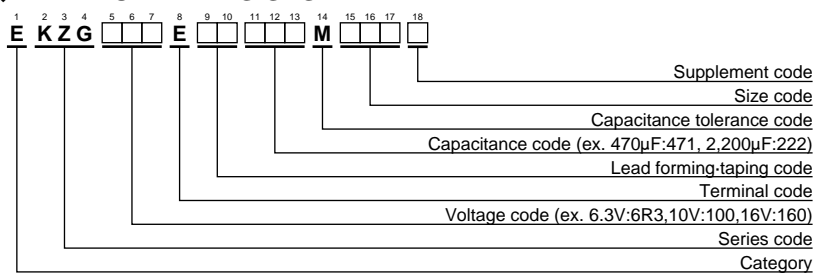 1 2 3 4 5 6 7 8 9 10 11 12 13 14 15 16 17 18
E KZG E M
Supplement code
Size code
Capacitance tolerance code
Capacitance code (ex. 470μF:471, 2,200μF:222)
Lead forming·taping code
Terminal code
Voltage code (ex. 6.3V:6R3,10V:100,16V:160)
Series code
Category